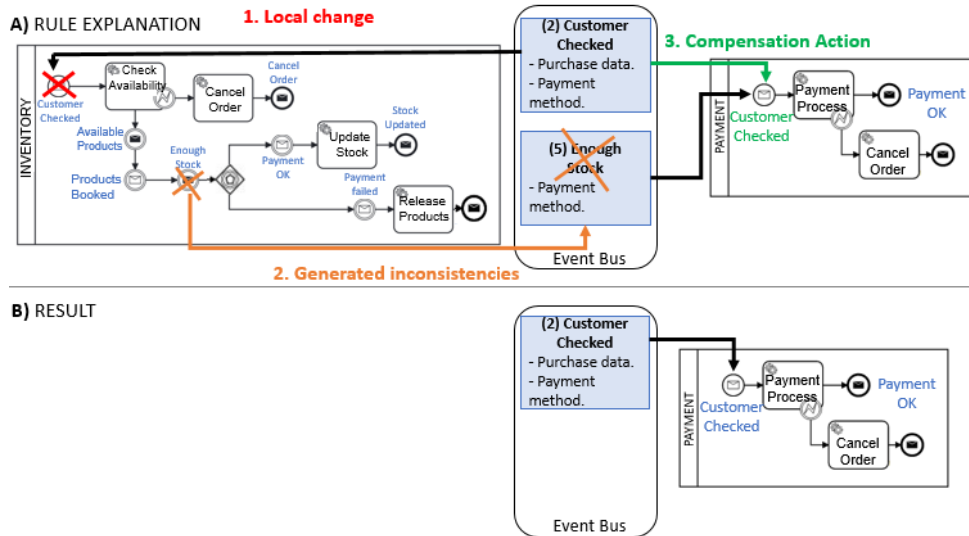 A) RULE EXPLANATION
1. Local change
INVENTORY
Customer
Checked
Check
Availability
Cancel
Order
Cancel
Order
Available
Products
Products
Booked
Enough
Stock
Payment
OK
Update
Stock
Stock
Updated
Payment
failed
Release
Products
2. Generated inconsistencies
(2) Customer
Checked
- Purchase data.
- Payment
method.
(5) Enough
Stock
- Payment
method.
Event Bus
3. Compensation Action
PAYMENT
Customer
Checked
Payment
Process
Payment
OK
Cancel
Order
B) RESULT
(2) Customer
Checked
- Purchase data.
- Payment
method.
Event Bus
PAYMENT
Customer
Checked
Payment
Process
Payment
OK
Cancel
Order